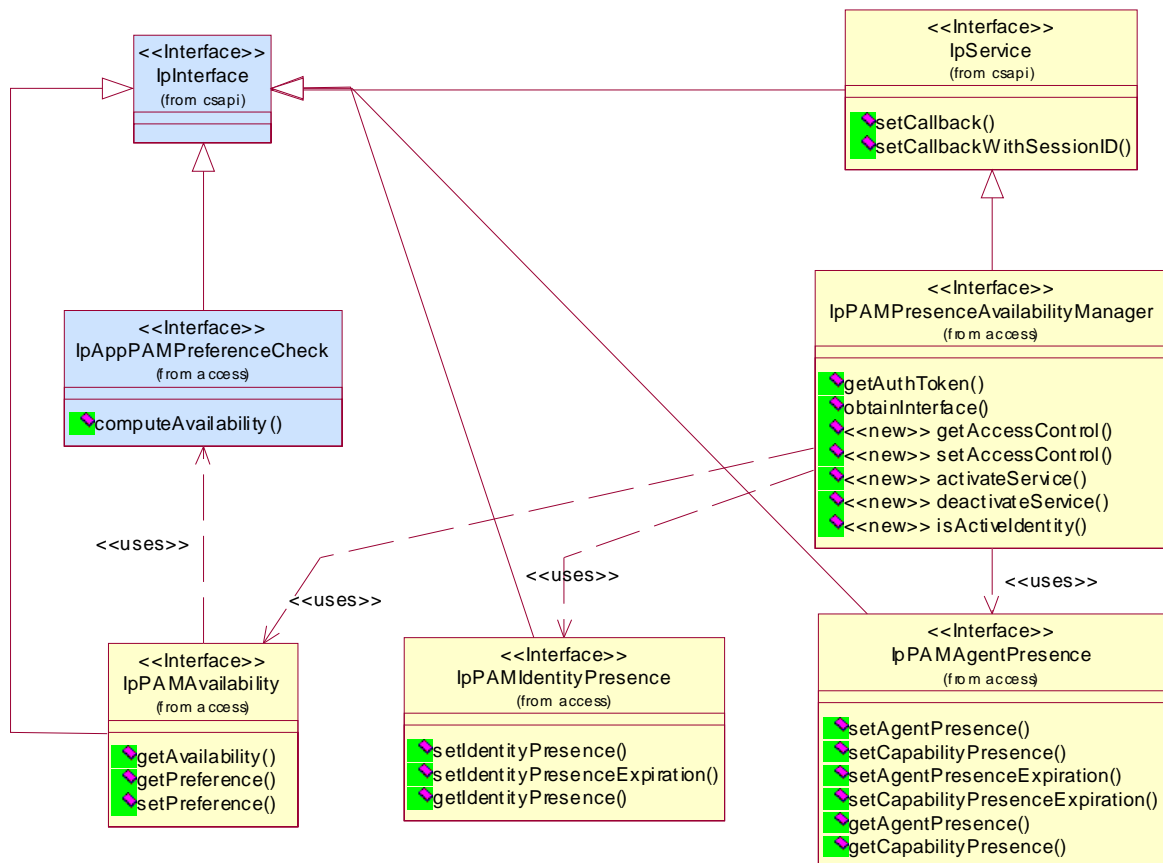 <<Interface>>
IpInterface
(from csapi)
<<Interface>>
IpService
(from csapi)
setCallback()
setCallbackWithSessionID()
<<Interface>>
IpAppPAMPreferenceCheck
(from access)
computeAvailability()
<<Interface>>
IpPAMPresenceAvailabilityManager
(from access)
getAuthToken()
obtainInterface()
<<new>> getAccessControl()
<<new>> setAccessControl()
<<new>> activateService()
<<new>> deactivateService()
<<new>> isActiveIdentity()
<<uses>>
<<uses>>
<<uses>>
<<uses>>
<<Interface>>
IpPAMAvailability
(from access)
getAvailability()
getPreference()
setPreference()
<<Interface>>
IpPAMIdentityPresence
(from access)
setIdentityPresence()
setIdentityPresenceExpiration()
getIdentityPresence()
<<Interface>>
IpPAMAgentPresence
(from access)
setAgentPresence()
setCapabilityPresence()
setAgentPresenceExpiration()
setCapabilityPresenceExpiration()
getAgentPresence()
getCapabilityPresence()